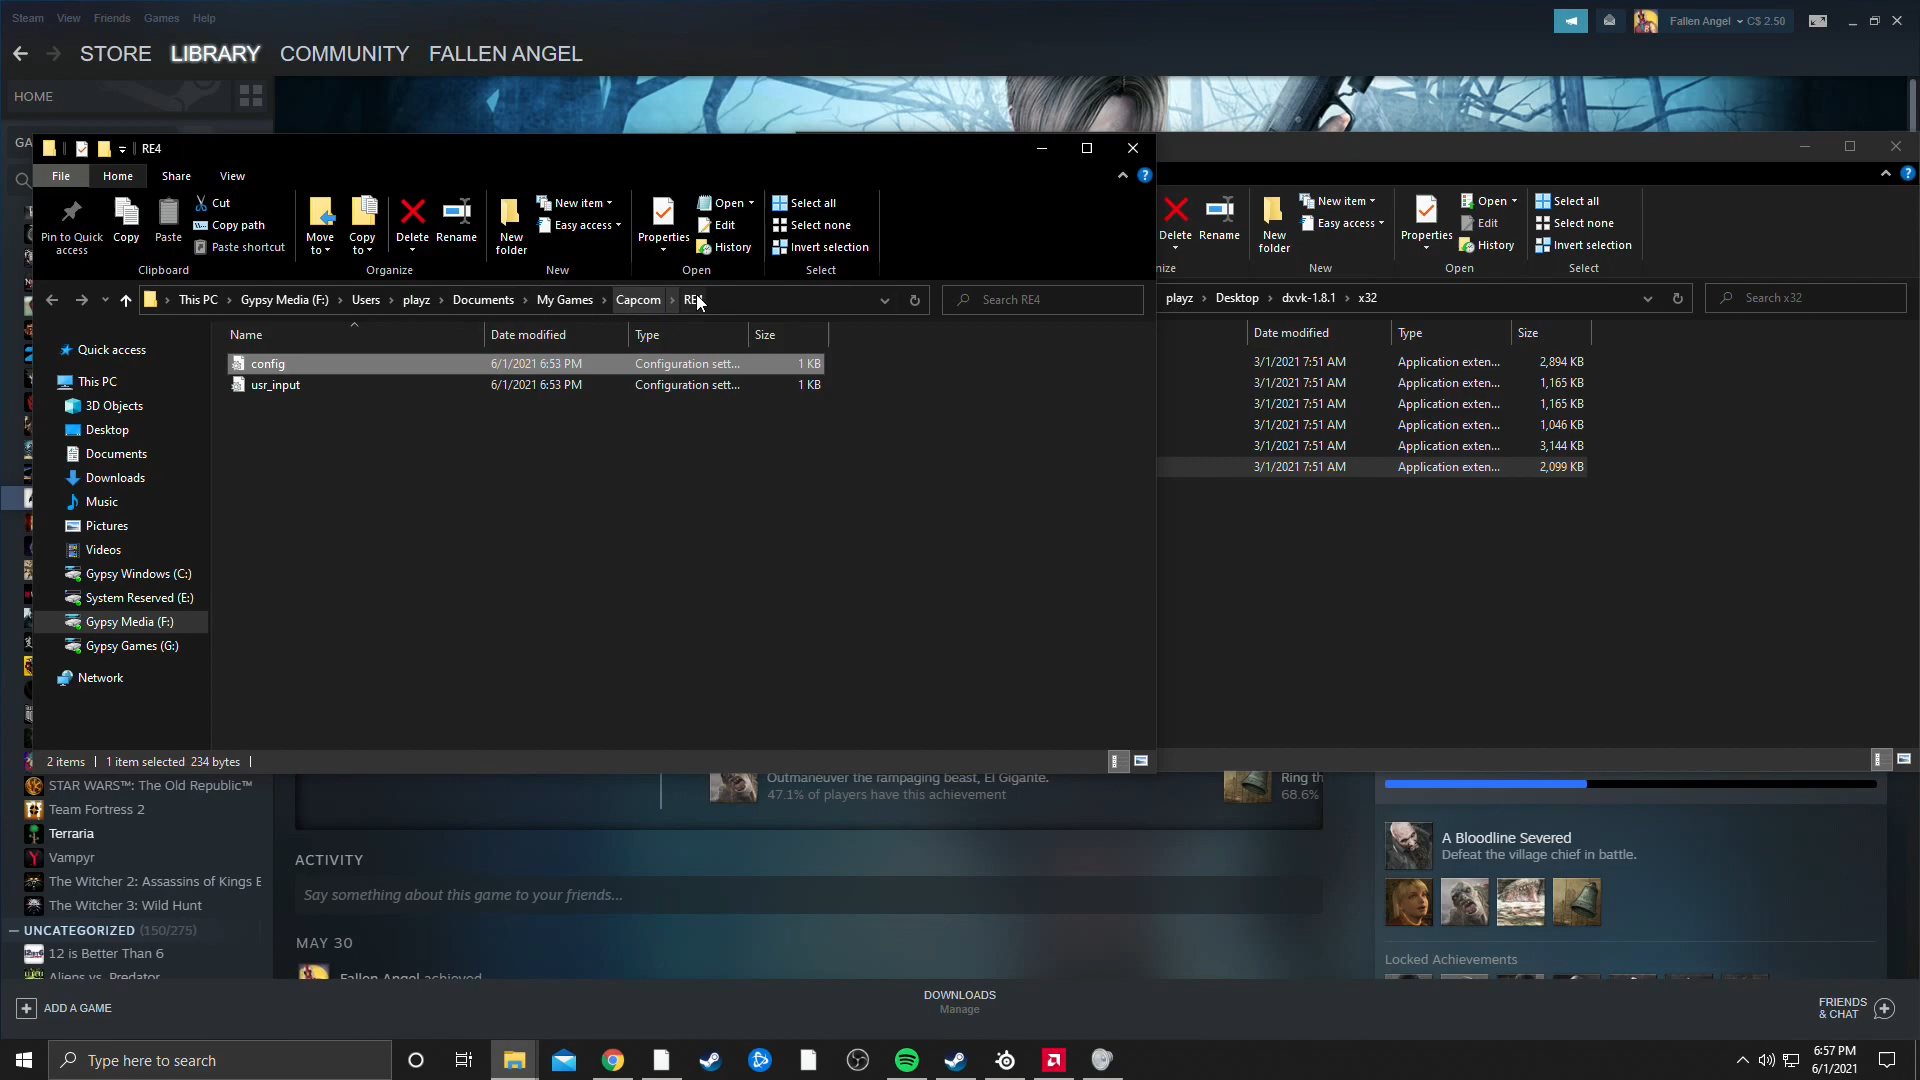 Steam View Friends Games Help
Fallen Angel C$ 2.50
STORE LIBRARY COMMUNITY FALLEN ANGEL
HOME
GA
RE4
File Home Share View
Pin to Quick access
Copy
Paste
Cut
Copy path
Paste shortcut
Clipboard
Move to
Copy to
Delete
Rename
Organize
New folder
New item
Easy access
New
Properties
Open
Edit
History
Open
Select all
Select none
Invert selection
Select
Delete
Rename
nize
New folder
New item
Easy access
New
Properties
Open
Edit
History
Open
Select all
Select none
Invert selection
Select
This PC Gypsy Media (F:) Users playz Documents My Games Capcom RE4
Search RE4
playz Desktop dxvk-1.8.1 x32
Search x32
Name Date modified Type Size
config 6/1/2021 6:53 PM Configuration sett... 1 KB
usr_input 6/1/2021 6:53 PM Configuration sett... 1 KB
Date modified Type Size
3/1/2021 7:51 AM Application exten... 2,894 KB
3/1/2021 7:51 AM Application exten... 1,165 KB
3/1/2021 7:51 AM Application exten... 1,165 KB
3/1/2021 7:51 AM Application exten... 1,046 KB
3/1/2021 7:51 AM Application exten... 3,144 KB
3/1/2021 7:51 AM Application exten... 2,099 KB
Quick access
This PC
3D Objects
Desktop
Documents
Downloads
Music
Pictures
Videos
Gypsy Windows (C:)
System Reserved (E:)
Gypsy Media (F:)
Gypsy Games (G:)
Network
2 items 1 item selected 234 bytes
STAR WARS™: The Old Republic™
Team Fortress 2
Terraria
Vampyr
The Witcher 2: Assassins of Kings E
The Witcher 3: Wild Hunt
UNCATEGORIZED (150/275)
12 is Better Than 6
Aliens vs. Predator
Outmaneuver the rampaging beast, El Gigante.
47.1% of players have this achievement
Ring th
68.6%
ACTIVITY
Say something about this game to your friends...
MAY 30
Fallen Angel achieved
A Bloodline Severed
Defeat the village chief in battle.
Locked Achievements
ADD A GAME
DOWNLOADS
Manage
FRIENDS
& CHAT
Type here to search
6:57 PM
6/1/2021